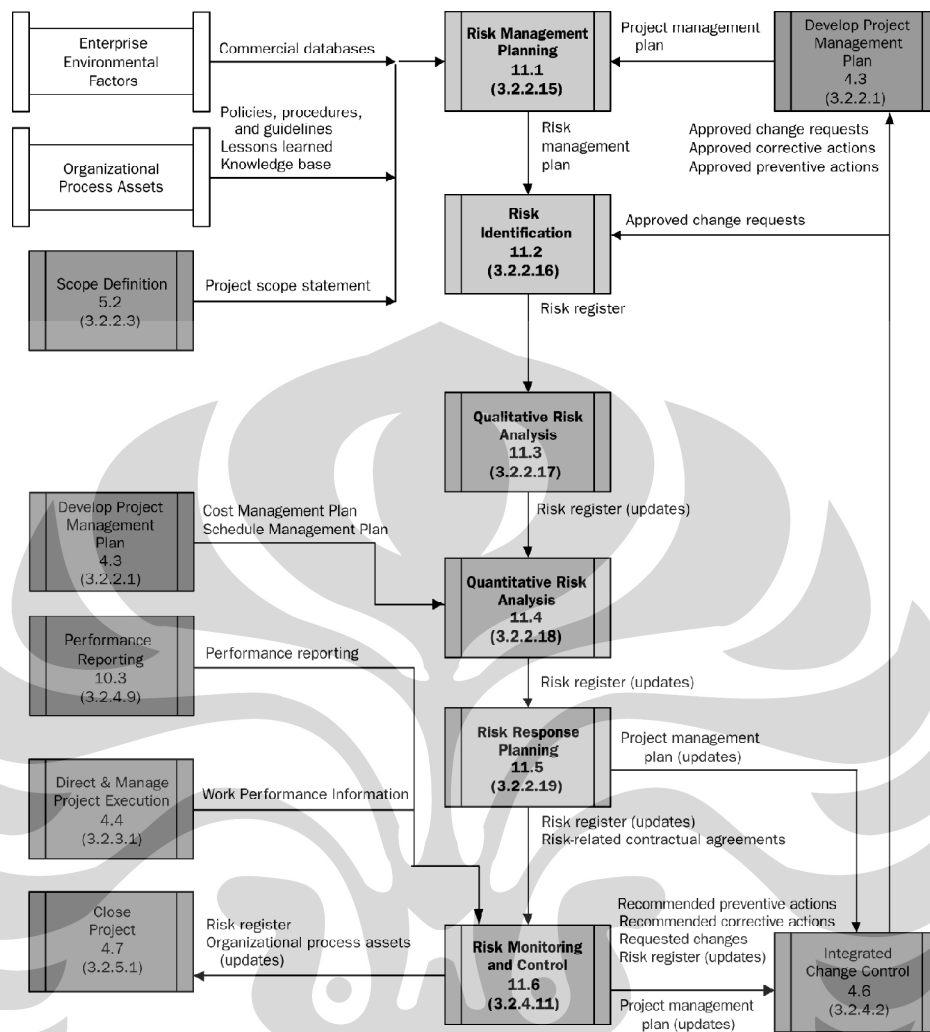 Enterprise
Environmental
Factors
Commercial databases
Risk Management
Planning
11.1
(3.2.2.15)
Project management
plan
Develop Project
Management
Plan
4.3
(3.2.2.1)
Organizational
Process Assets
Policies, procedures,
and guidelines
Lessons learned
Knowledge base
Risk
management
plan
Approved change requests
Approved corrective actions
Approved preventive actions
Risk
Identification
11.2
(3.2.2.16)
Approved change requests
Scope Definition
5.2
(3.2.2.3)
Project scope statement
Risk register
Qualitative Risk
Analysis
11.3
(3.2.2.17)
Risk register (updates)
Develop Project
Management
Plan
4.3
(3.2.2.1)
Cost Management Plan
Schedule Management Plan
Quantitative Risk
Analysis
11.4
(3.2.2.18)
Performance
Reporting
10.3
(3.2.4.9)
Performance reporting
Risk register (updates)
Risk Response
Planning
11.5
(3.2.2.19)
Project management
plan (updates)
Direct & Manage
Project Execution
4.4
(3.2.3.1)
Work Performance Information
Risk register (updates)
Risk-related contractual agreements
Close
Project
4.7
(3.2.5.1)
Risk register
Organizational process assets
(updates)
Risk Monitoring
and Control
11.6
(3.2.4.11)
Recommended preventive actions
Recommended corrective actions
Requested changes
Risk register (updates)
Project management
plan (updates)
Integrated
Change Control
4.6
(3.2.4.2)